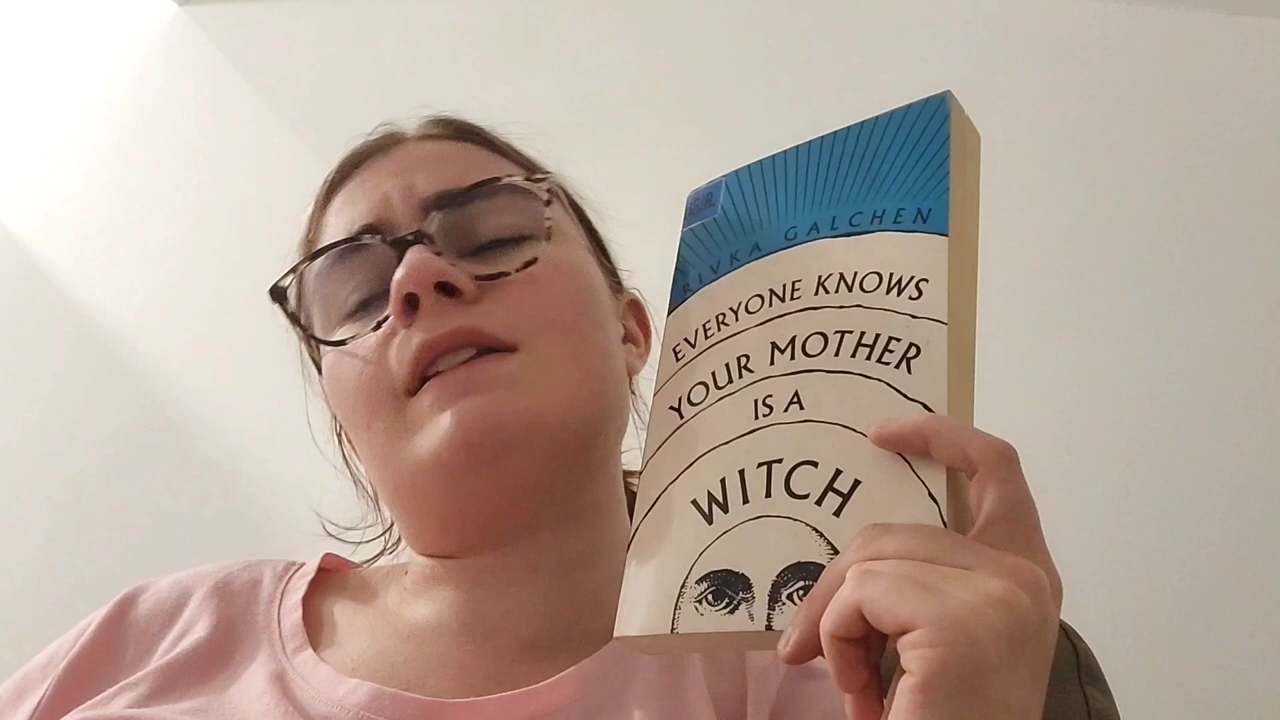 RIVKA GALCHEN
EVERYONE KNOWS
YOUR MOTHER
IS A
WITCH